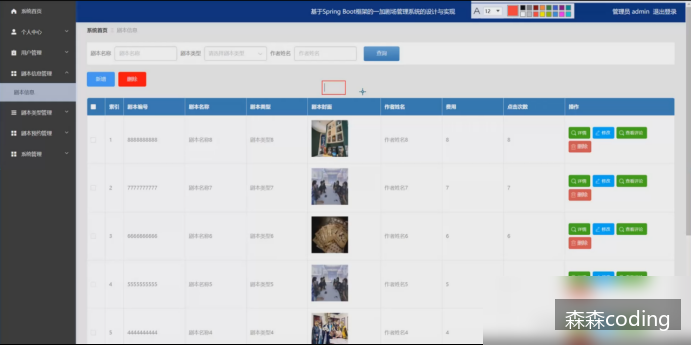 基于Spring Boot框架的一加剧场管理系统的设计与实现
12
管理员 admin 退出登录
系统首页
个人中心
用户管理
剧本信息管理
剧本信息
剧本类型管理
剧本预约管理
系统管理
系统首页 剧本信息
剧本名称 剧本名称 剧本类型 请选择剧本类型 作者姓名 作者姓名 查询
新增 删除
索引 剧本编号 剧本名称 剧本类型 剧本封面 作者姓名 费用 点击次数 操作
1 8888888888 剧本名称8 剧本类型8 作者姓名8 8 8 详情 修改 查看评论 删除
2 7777777777 剧本名称7 剧本类型7 作者姓名7 7 7 详情 修改 查看评论 删除
3 6666666666 剧本名称6 剧本类型6 作者姓名6 6 6 详情 修改 查看评论 删除
4 5555555555 剧本名称5 剧本类型5 作者姓名5 5
5 4444444444 剧本名称4 剧本类型4 作者姓名4 4
森森coding